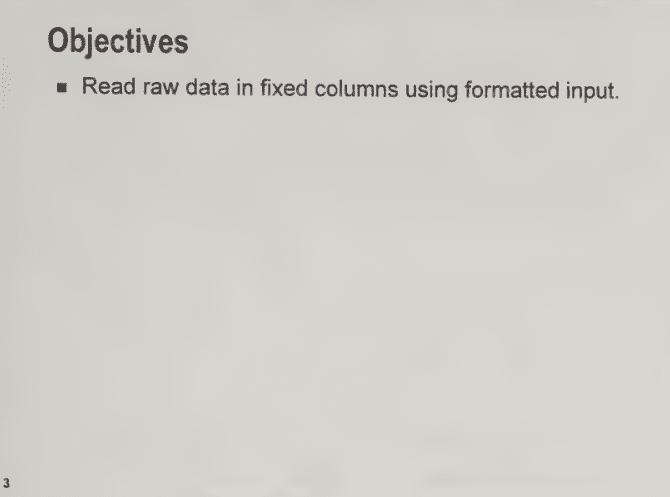 Objectives
■ Read raw data in fixed columns using formatted input.
3